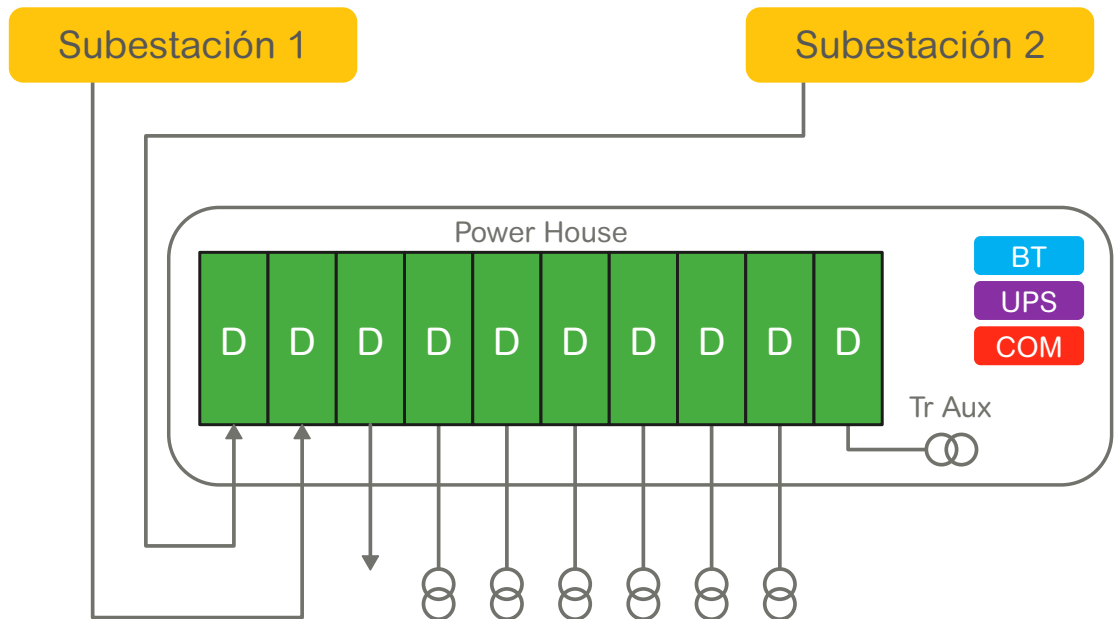 Subestación 1
Subestación 2
Power House
BT
UPS
COM
D D D D D D D D D D
Tr Aux